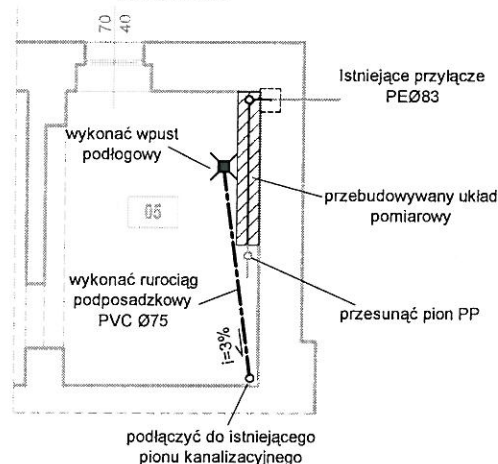 70
40
Istniejące przyłącze
PEØ83
wykonać wpust
podłogowy
przebudowywany układ
pomiarowy
05
wykonać rurociąg
podposadzkowy
PVC Ø75
przesunąć pion PP
i=3%
podłączyć do istniejącego
pionu kanalizacyjnego